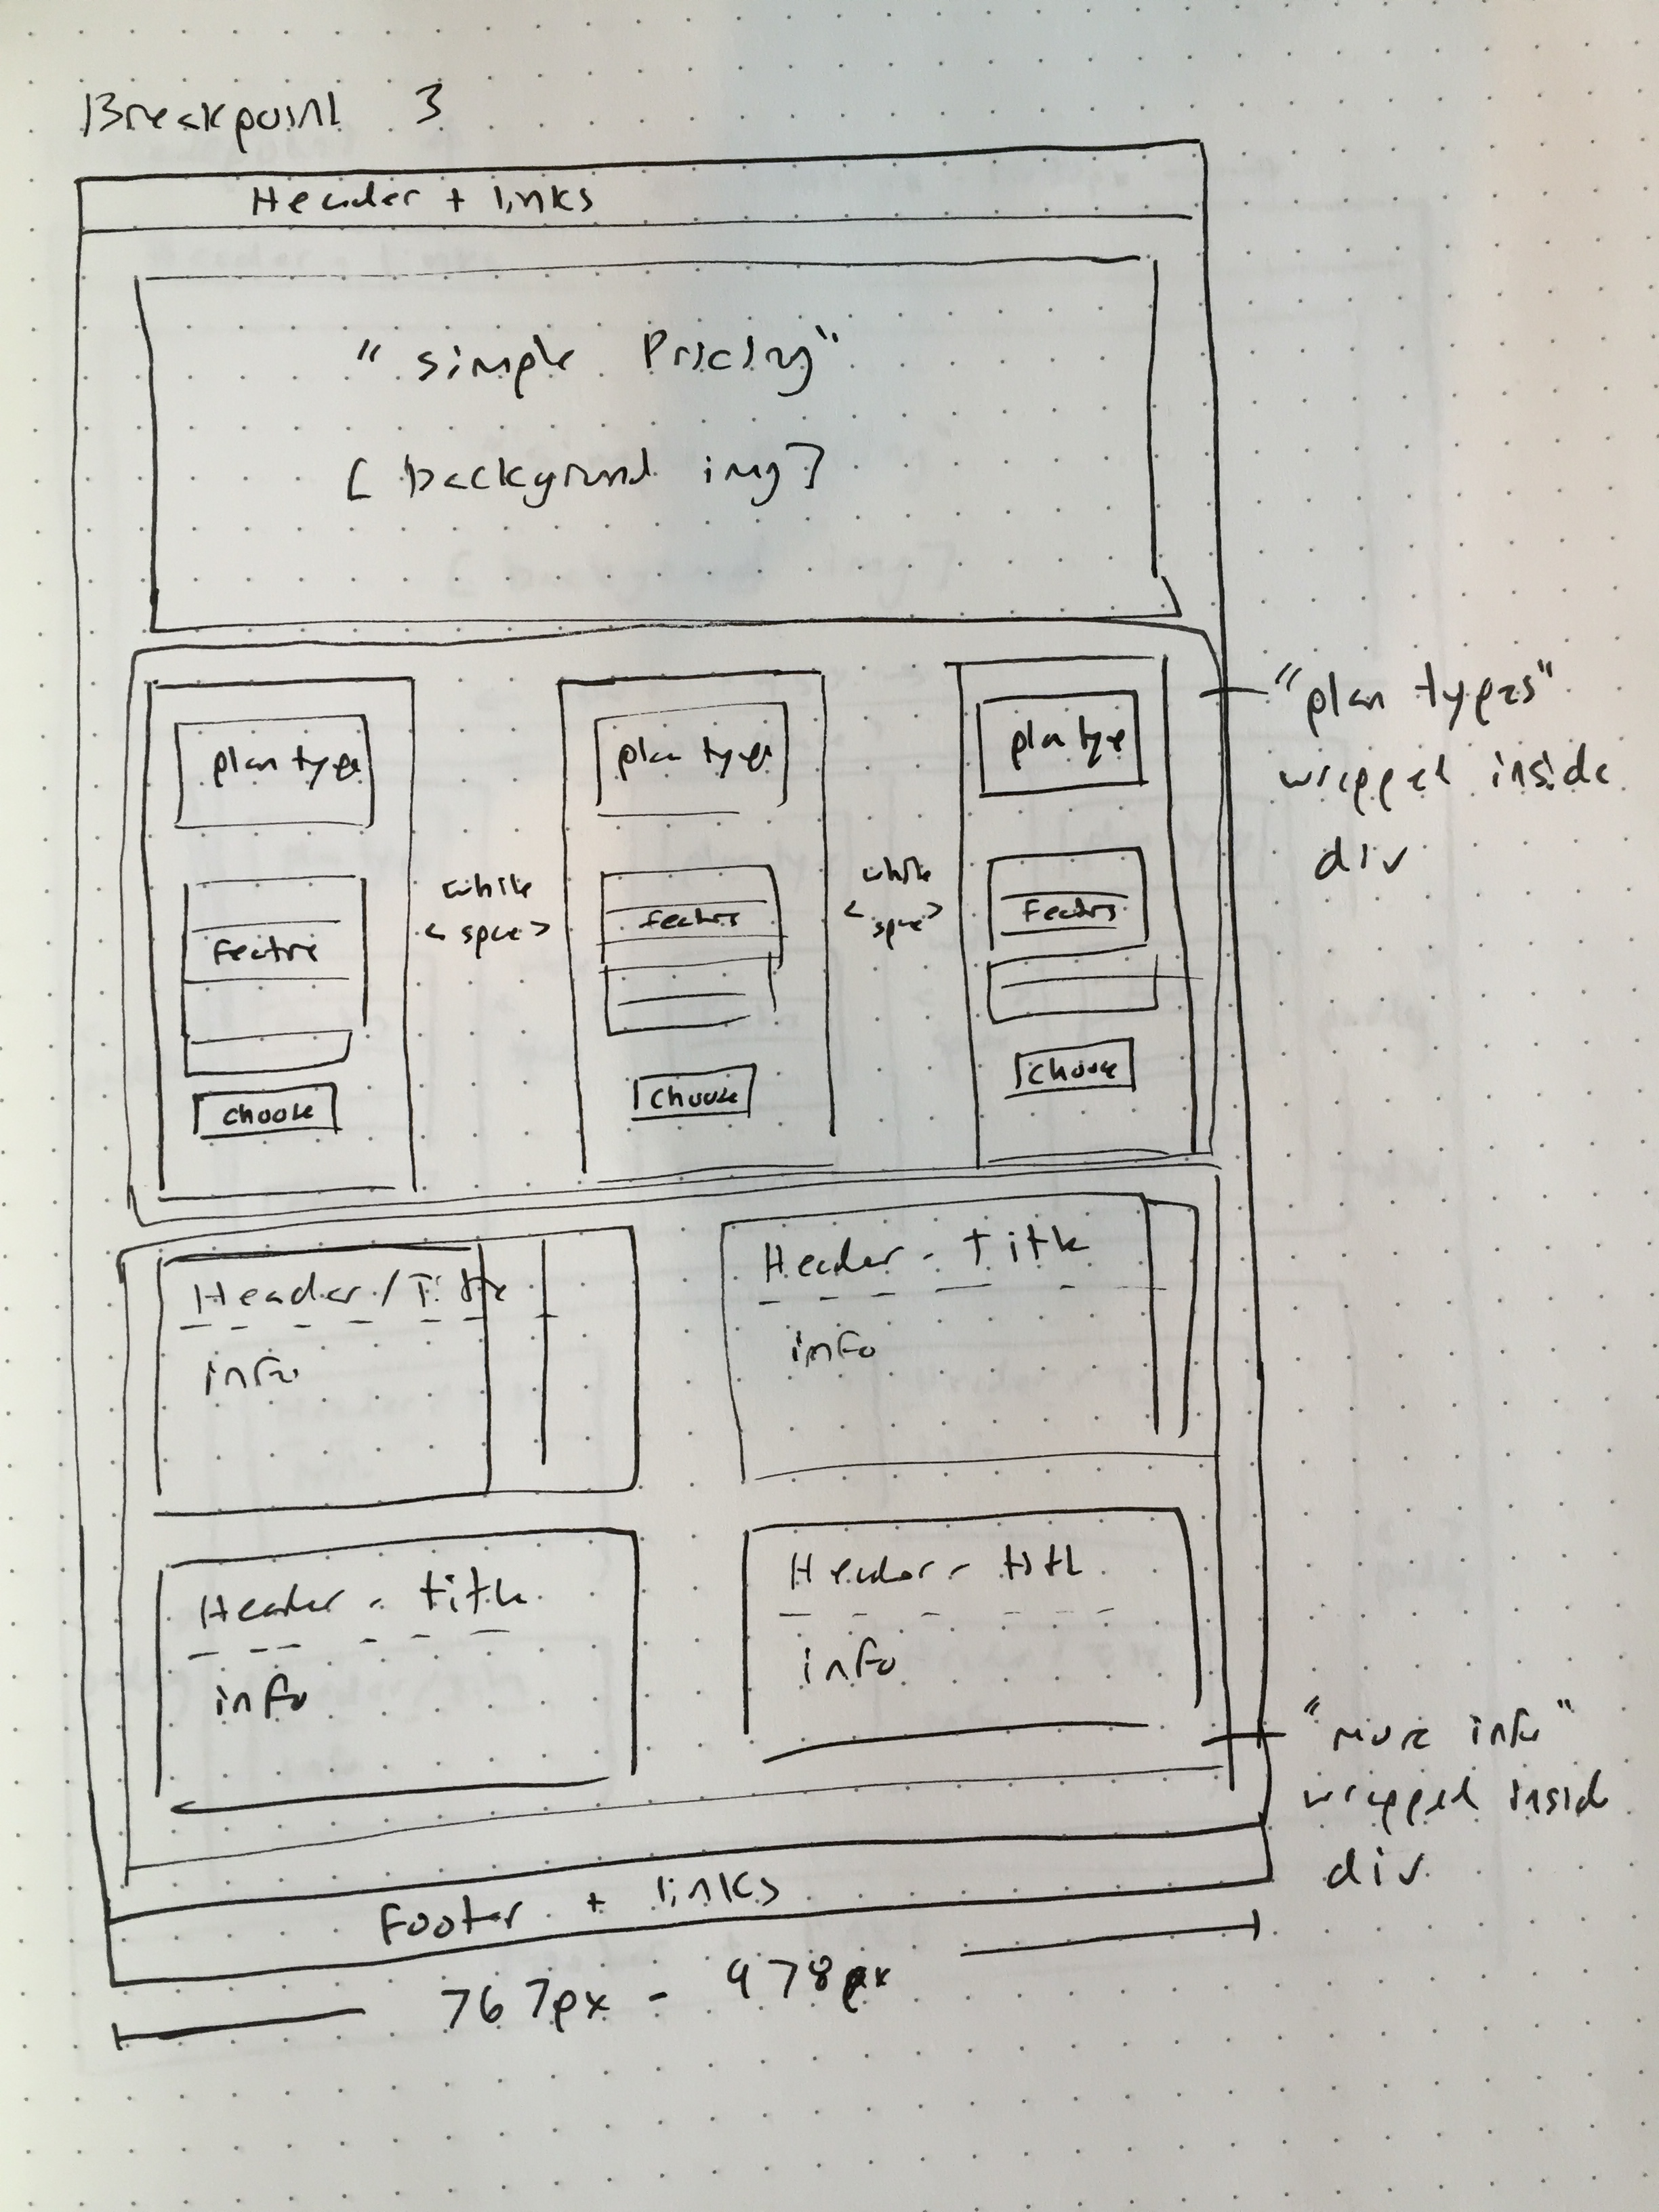 Breakpoint 3
Header + links
"simple Pricing"
[background img]
plan type
plan type
plan type
"plan types"
wrapped inside
div
white
< space >
white
< space >
Feature
Features
Features
choose
Choose
Choose
Header/Title
info
Header - title
info
Header - title
info
Header - title
info
"more info"
wrapped inside
div
Footer + links
767px - 978px